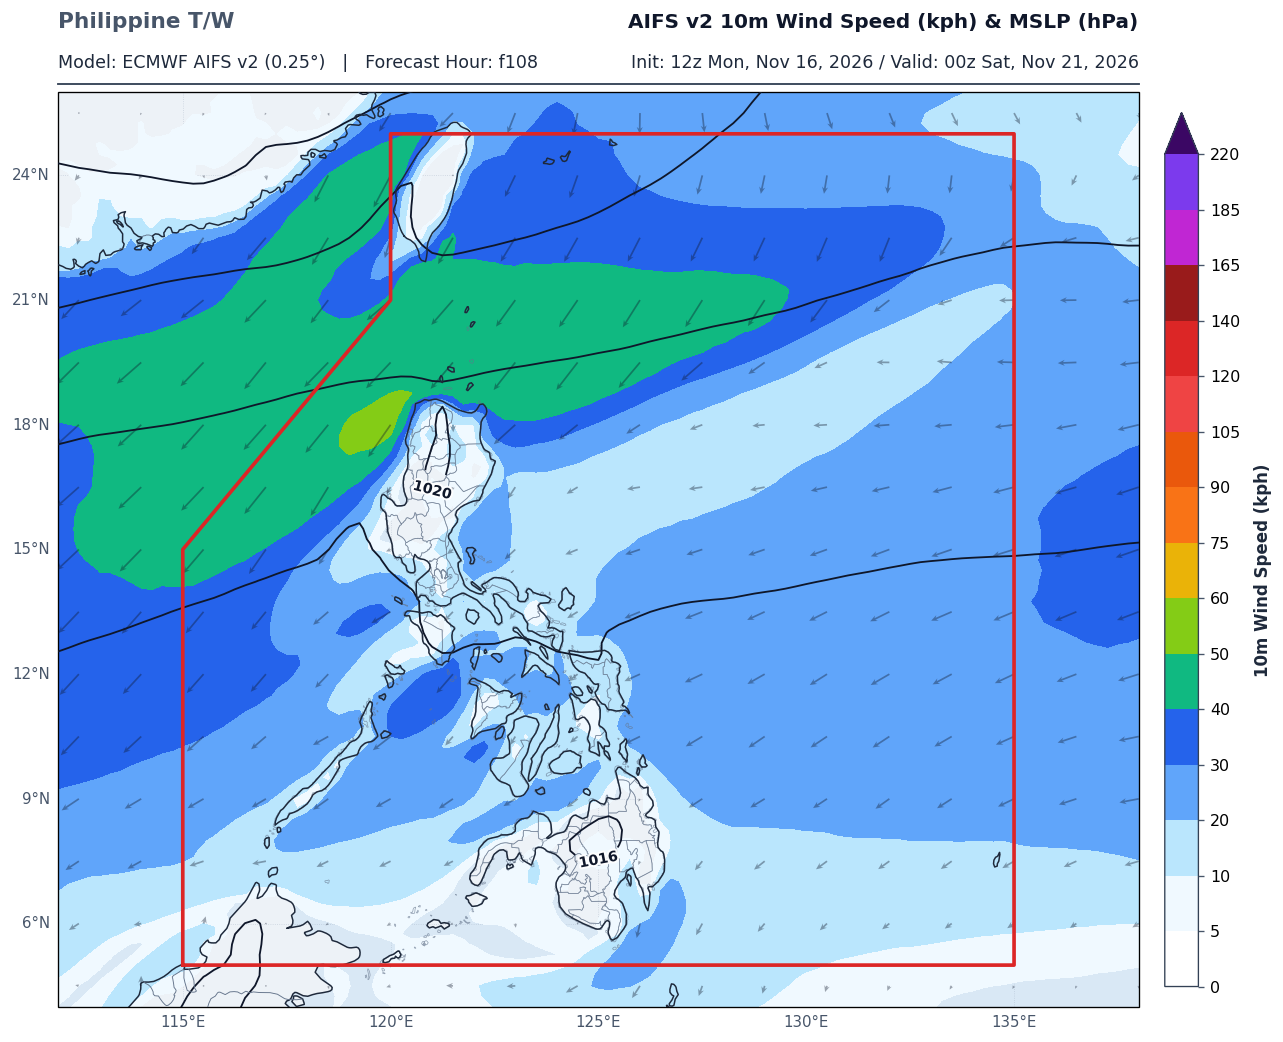 Philippine T/W
AIFS v2 10m Wind Speed (kph) & MSLP (hPa)
Model: ECMWF AIFS v2 (0.25°) | Forecast Hour: f108
Init: 12z Mon, Nov 16, 2026 / Valid: 00z Sat, Nov 21, 2026
24°N
21°N
18°N
15°N
12°N
9°N
6°N
115°E
120°E
125°E
130°E
135°E
1020
1016
220
185
165
140
120
105
90
75
60
50
40
30
20
10
5
0
10m Wind Speed (kph)